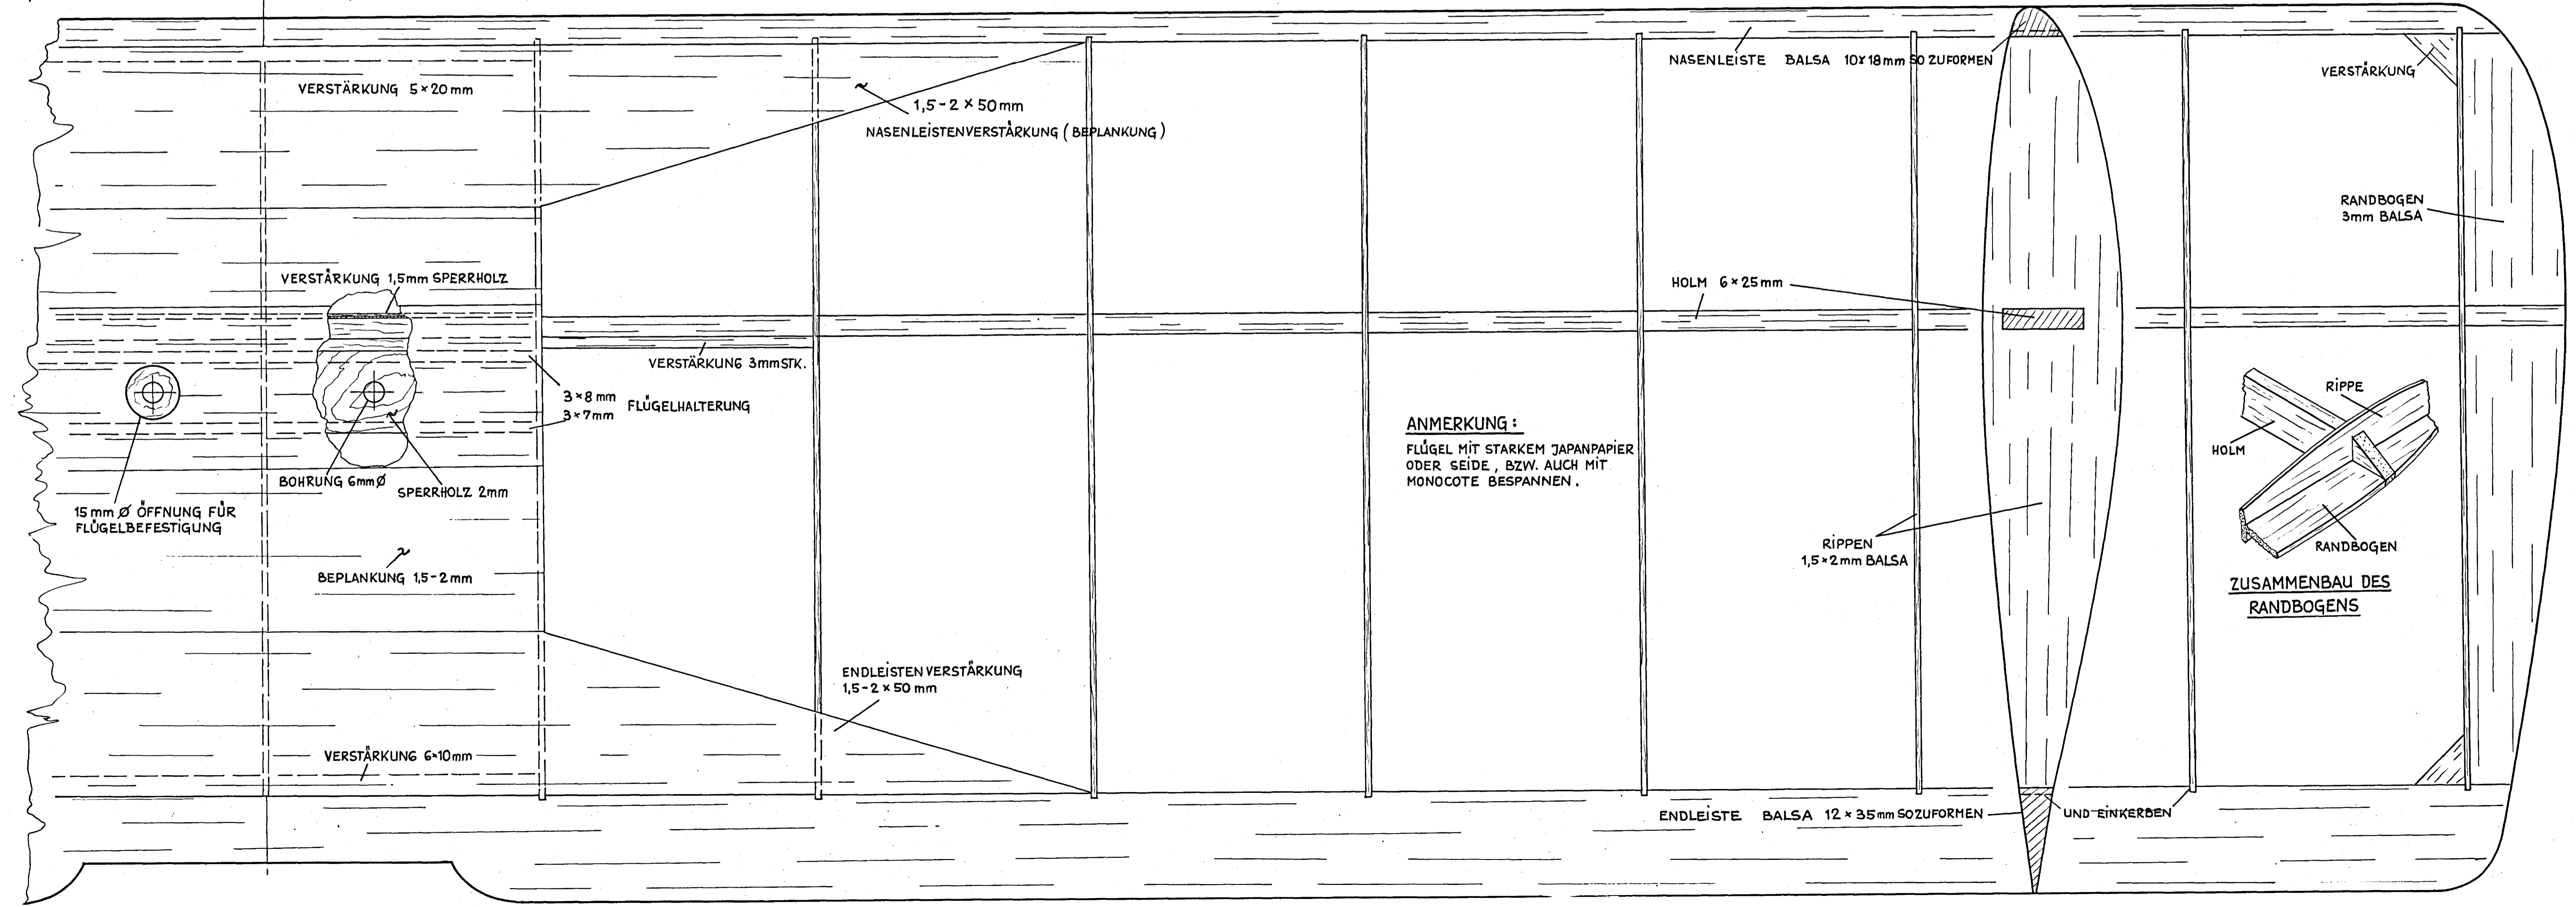 VERSTÄRKUNG 5×20mm
1,5-2 × 50mm
NASENLEISTENVERSTÄRKUNG (BEPLANKUNG)
NASENLEISTE BALSA 10×18mm SO ZUFORMEN
VERSTÄRKUNG
RANDBOGEN
3mm BALSA
VERSTÄRKUNG 1,5mm SPERRHOLZ
HOLM 6×25mm
VERSTÄRKUNG 3mm STK.
3×8mm
3×7mm
FLÜGELHALTERUNG
BOHRUNG 6mm Ø
SPERRHOLZ 2mm
15mm Ø ÖFFNUNG FÜR
FLÜGELBEFESTIGUNG
BEPLANKUNG 1,5-2mm
ANMERKUNG:
FLÜGEL MIT STARKEM JAPANPAPIER
ODER SEIDE, BZW. AUCH MIT
MONOCOTE BESPANNEN.
RIPPEN
1,5×2mm BALSA
RIPPE
HOLM
RANDBOGEN
ZUSAMMENBAU DES
RANDBOGENS
ENDLEISTENVERSTÄRKUNG
1,5-2 × 50mm
VERSTÄRKUNG 6×10mm
ENDLEISTE BALSA 12×35mm SO ZUFORMEN
UND EINKERBEN